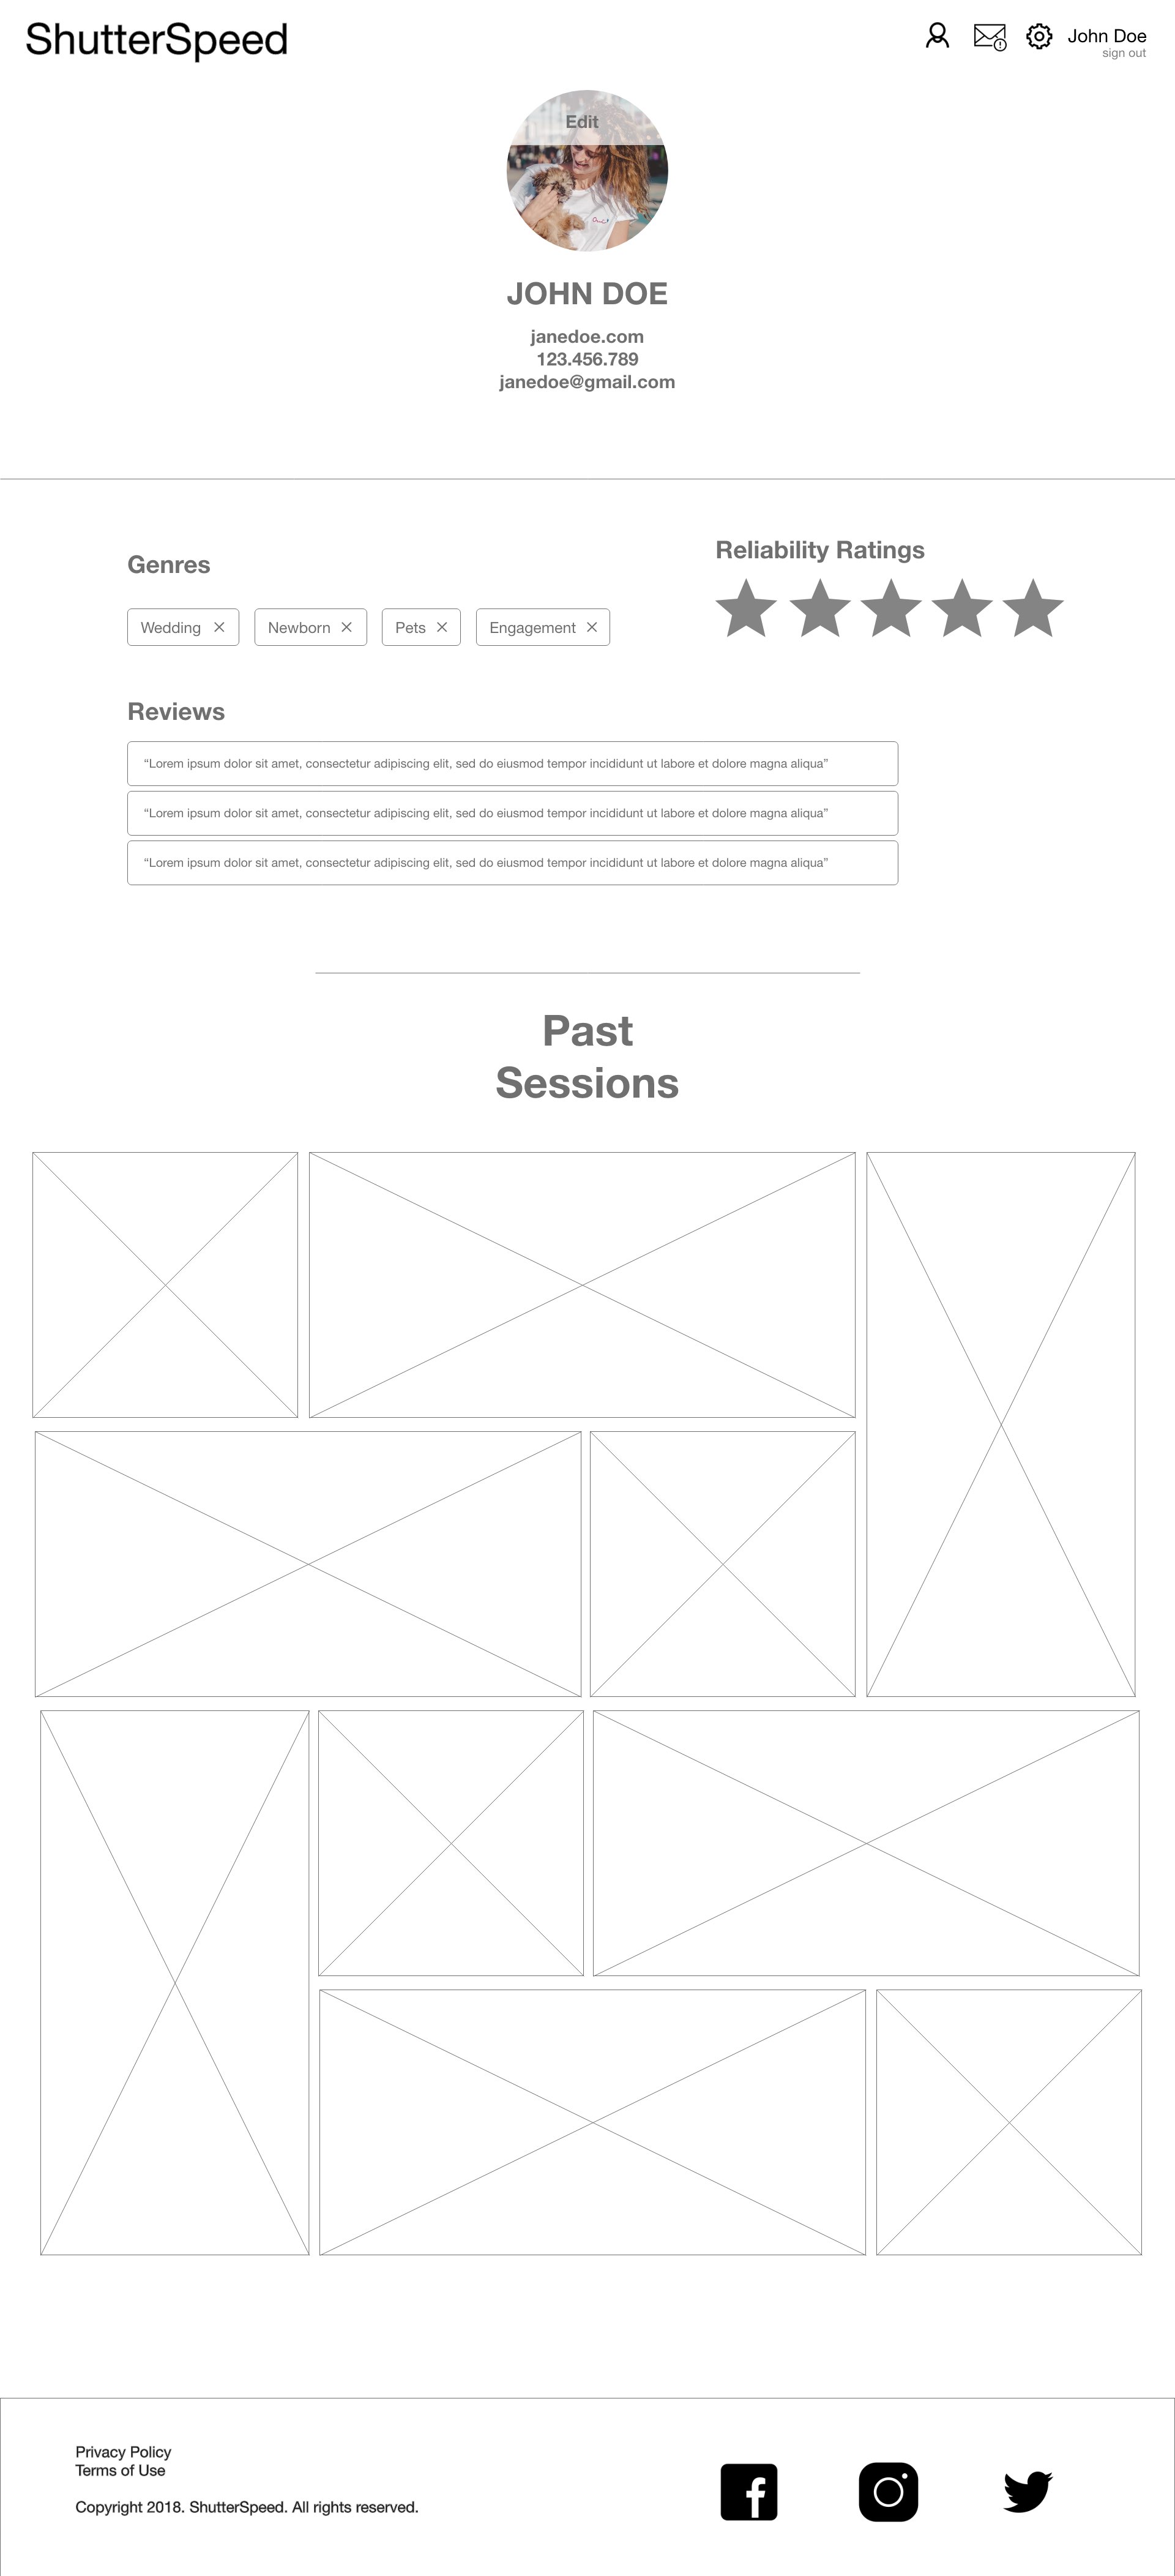 ShutterSpeed
John Doe
sign out
Edit
JOHN DOE
janedoe.com
123.456.789
janedoe@gmail.com
Genres
Reliability Ratings
Wedding
Newborn
Pets
Engagement
Reviews
“Lorem ipsum dolor sit amet, consectetur adipiscing elit, sed do eiusmod tempor incididunt ut labore et dolore magna aliqua”
“Lorem ipsum dolor sit amet, consectetur adipiscing elit, sed do eiusmod tempor incididunt ut labore et dolore magna aliqua”
“Lorem ipsum dolor sit amet, consectetur adipiscing elit, sed do eiusmod tempor incididunt ut labore et dolore magna aliqua”
Past
Sessions
Privacy Policy
Terms of Use
Copyright 2018. ShutterSpeed. All rights reserved.